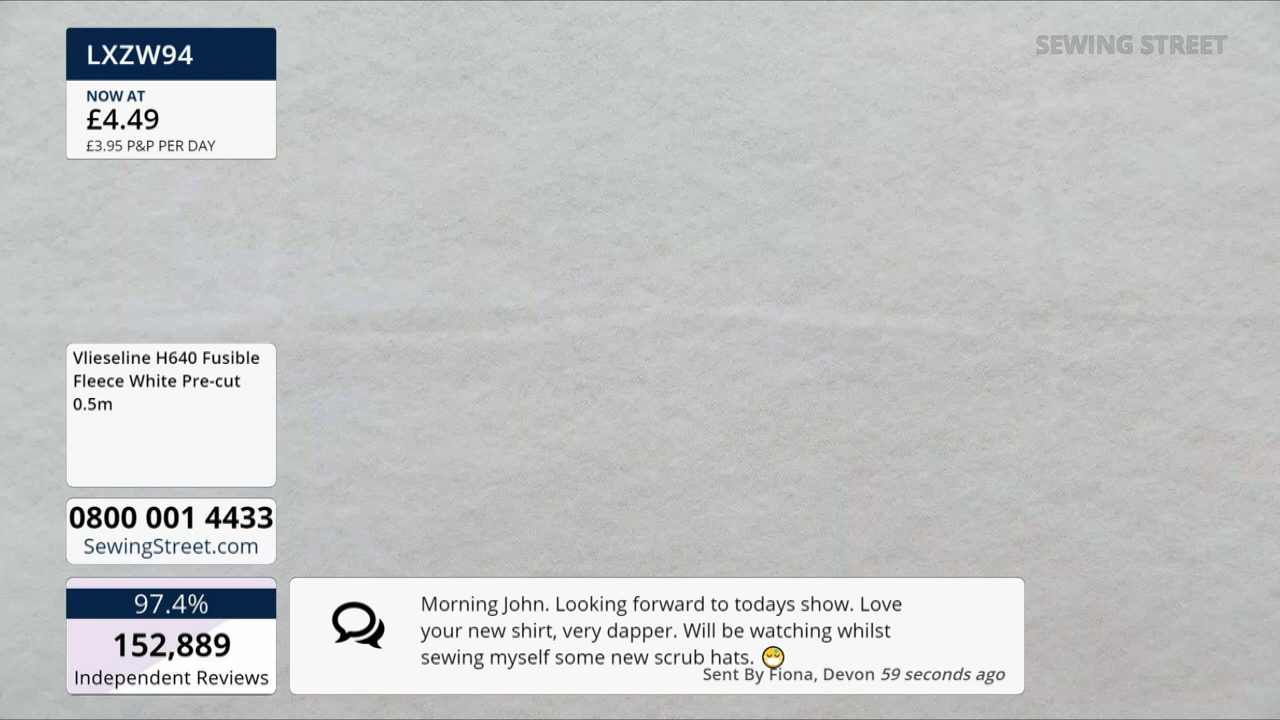 LXZW94
NOW AT
£4.49
£3.95 P&P PER DAY
SEWING STREET
Vlieseline H640 Fusible
Fleece White Pre-cut
0.5m
0800 001 4433
SewingStreet.com
97.4%
152,889
Independent Reviews
Morning John. Looking forward to todays show. Love
your new shirt, very dapper. Will be watching whilst
sewing myself some new scrub hats.
Sent By Fiona, Devon 59 seconds ago